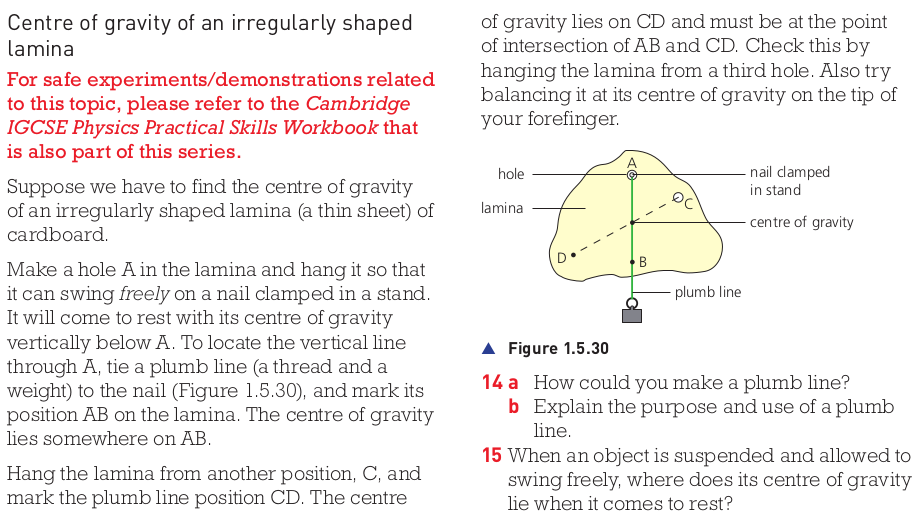 Centre of gravity of an irregularly shaped
lamina
For safe experiments/demonstrations related
to this topic, please refer to the Cambridge
IGCSE Physics Practical Skills Workbook that
is also part of this series.
Suppose we have to find the centre of gravity
of an irregularly shaped lamina (a thin sheet) of
cardboard.
Make a hole A in the lamina and hang it so that
it can swing freely on a nail clamped in a stand.
It will come to rest with its centre of gravity
vertically below A. To locate the vertical line
through A, tie a plumb line (a thread and a
weight) to the nail (Figure 1.5.30), and mark its
position AB on the lamina. The centre of gravity
lies somewhere on AB.
Hang the lamina from another position, C, and
mark the plumb line position CD. The centre
of gravity lies on CD and must be at the point
of intersection of AB and CD. Check this by
hanging the lamina from a third hole. Also try
balancing it at its centre of gravity on the tip of
your forefinger.
A
hole
nail clamped
in stand
lamina
C
centre of gravity
D
B
plumb line
▲ Figure 1.5.30
14 a How could you make a plumb line?
b Explain the purpose and use of a plumb
line.
15 When an object is suspended and allowed to
swing freely, where does its centre of gravity
lie when it comes to rest?